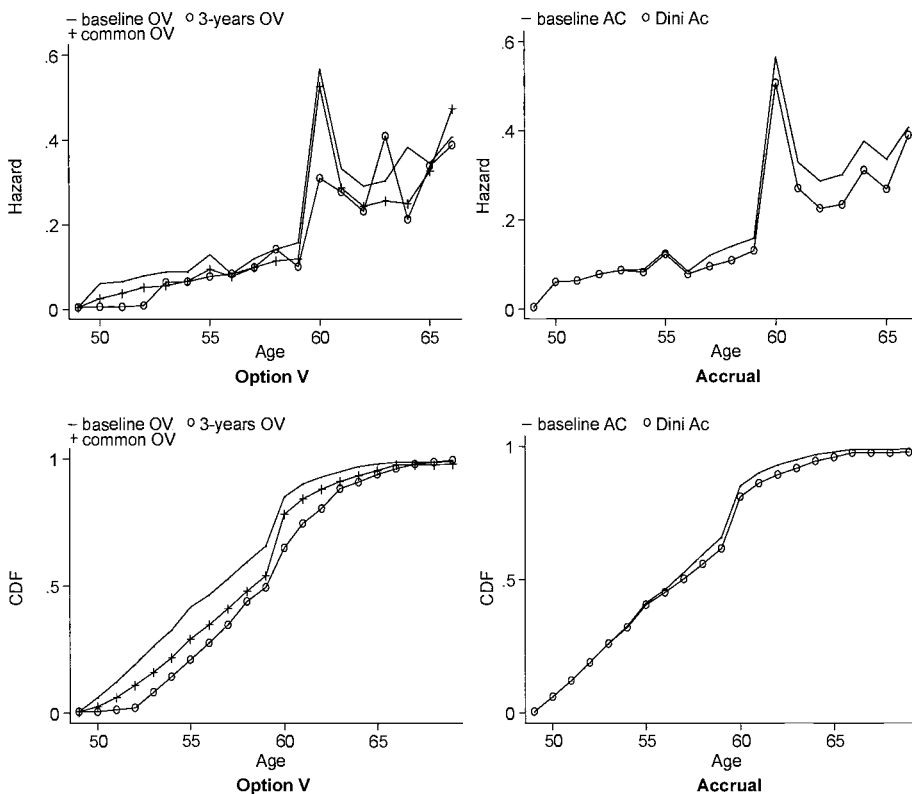 — baseline OV o 3-years OV
+ common OV
.6
.4
.2
0
Hazard
50 55 60 65
Age
Option V
— baseline AC o Dini Ac
.6
.4
.2
0
Hazard
50 55 60 65
Age
Accrual
— baseline OV o 3-years OV
+ common OV
1
.5
0
CDF
50 55 60 65
Age
Option V
— baseline AC o Dini Ac
1
.5
0
CDF
50 55 60 65
Age
Accrual